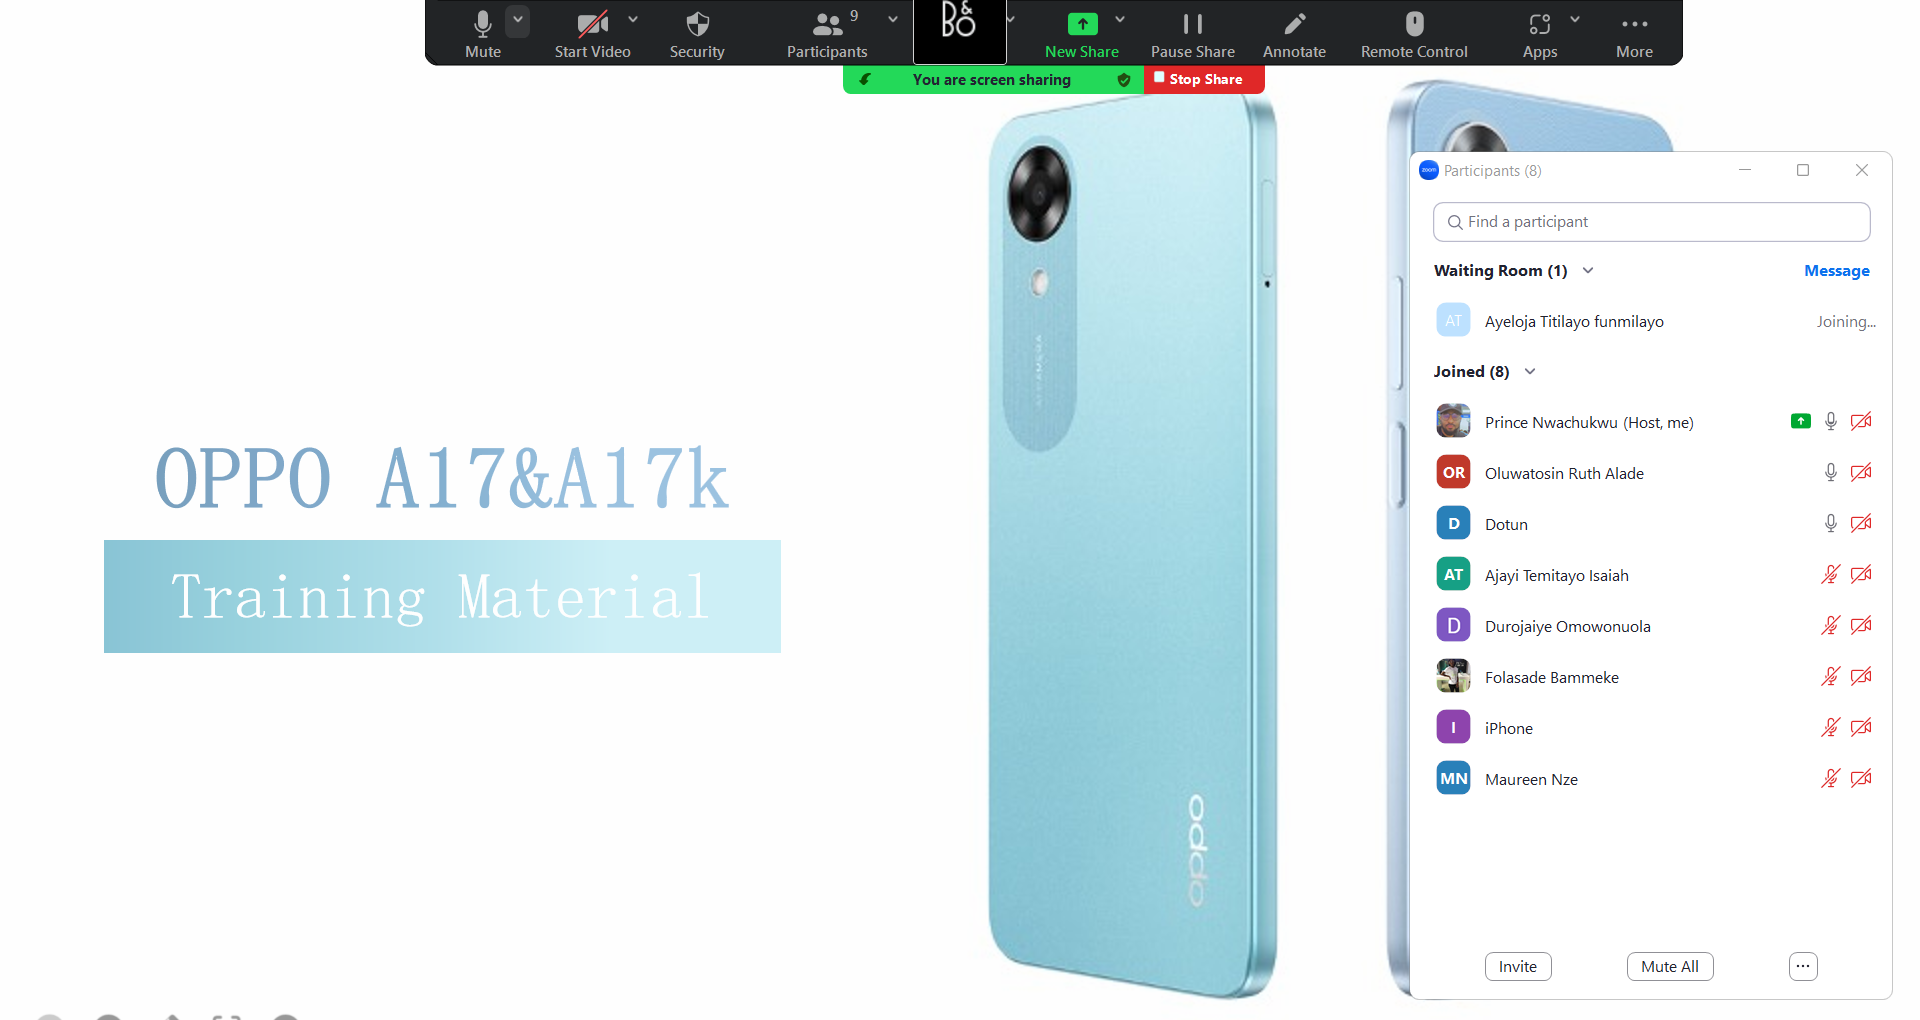 Mute
Start Video
Security
Participants
9
B&O
New Share
Pause Share
Annotate
Remote Control
Apps
More
You are screen sharing
Stop Share
OPPO A17&A17k
Training Material
oppo
zoom
Participants (8)
Find a participant
Waiting Room (1)
Message
AT
Ayeloja Titilayo funmilayo
Joining...
Joined (8)
Prince Nwachukwu (Host, me)
OR
Oluwatosin Ruth Alade
D
Dotun
AT
Ajayi Temitayo Isaiah
D
Durojaiye Omowonuola
Folasade Bammeke
I
iPhone
MN
Maureen Nze
Invite
Mute All
...